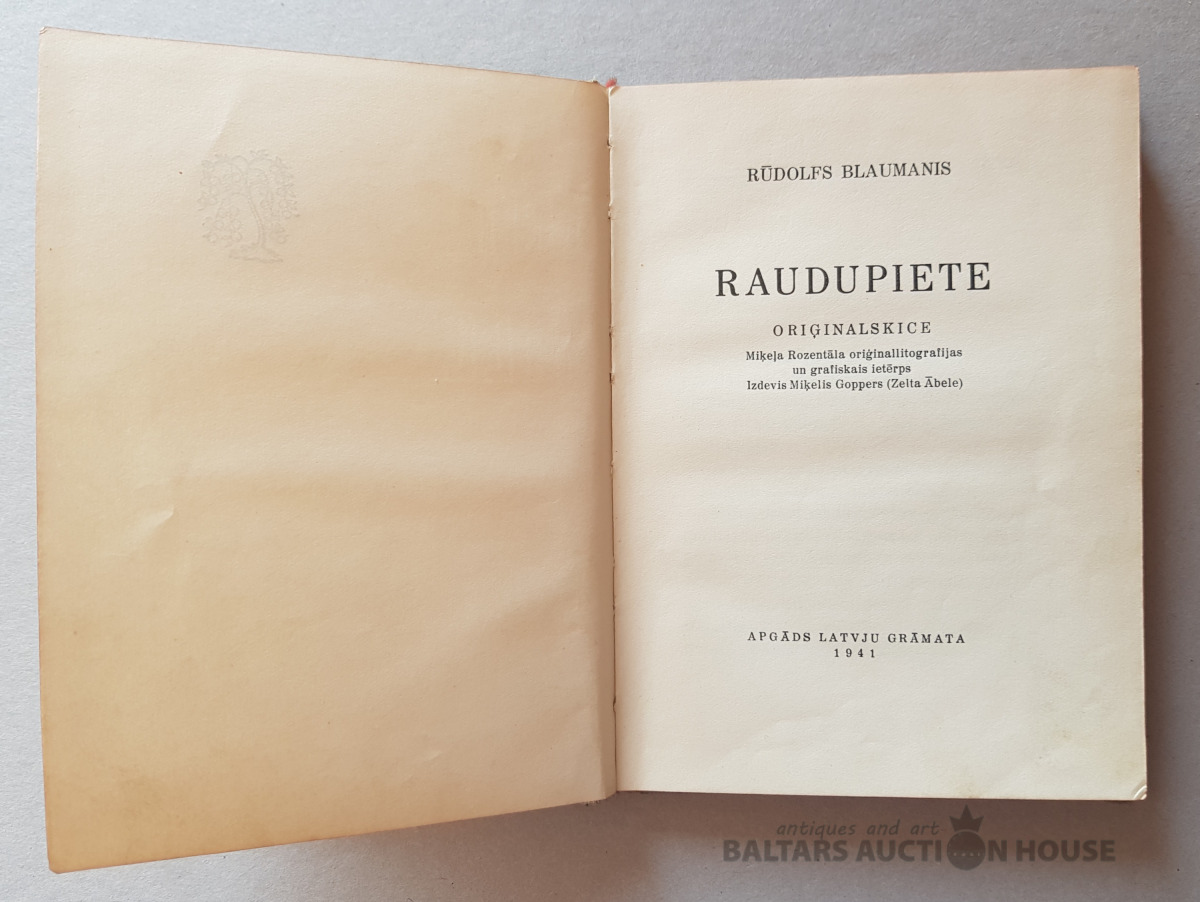 RŪDOLFS BLAUMANIS
RAUDUPIETE
ORIĢINALSKICE
Miķeļa Rozentāla oriģinallitografijas
un grafiskais ietērps
Izdevis Miķelis Goppers (Zelta Ābele)
APGĀDS LATVJU GRĀMATA
1941
antiques and art
BALTARS AUCTION HOUSE